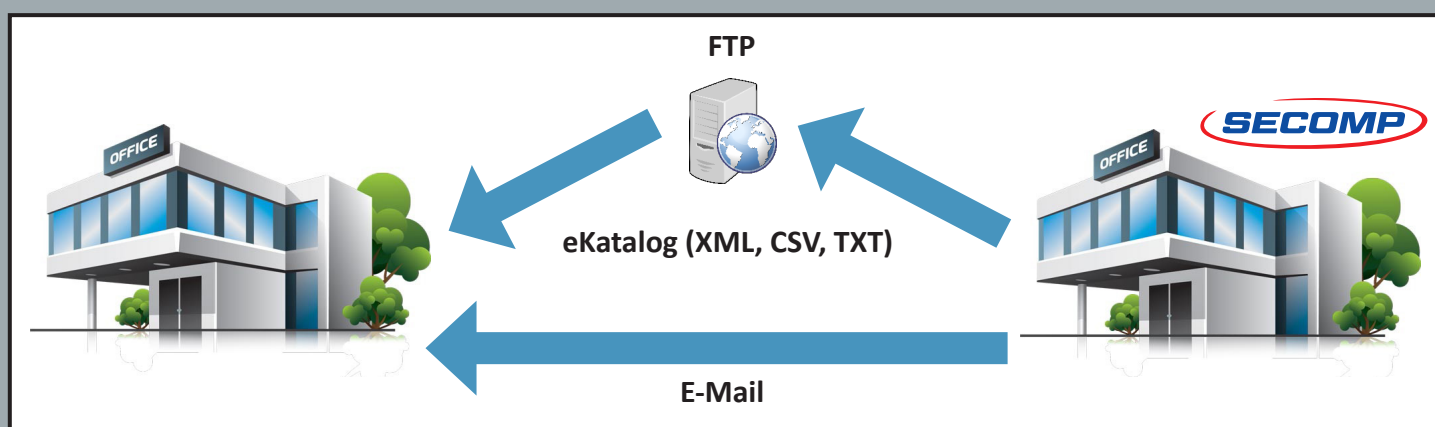 FTP
SECOMP
OFFICE
OFFICE
eKatalog (XML, CSV, TXT)
E-Mail